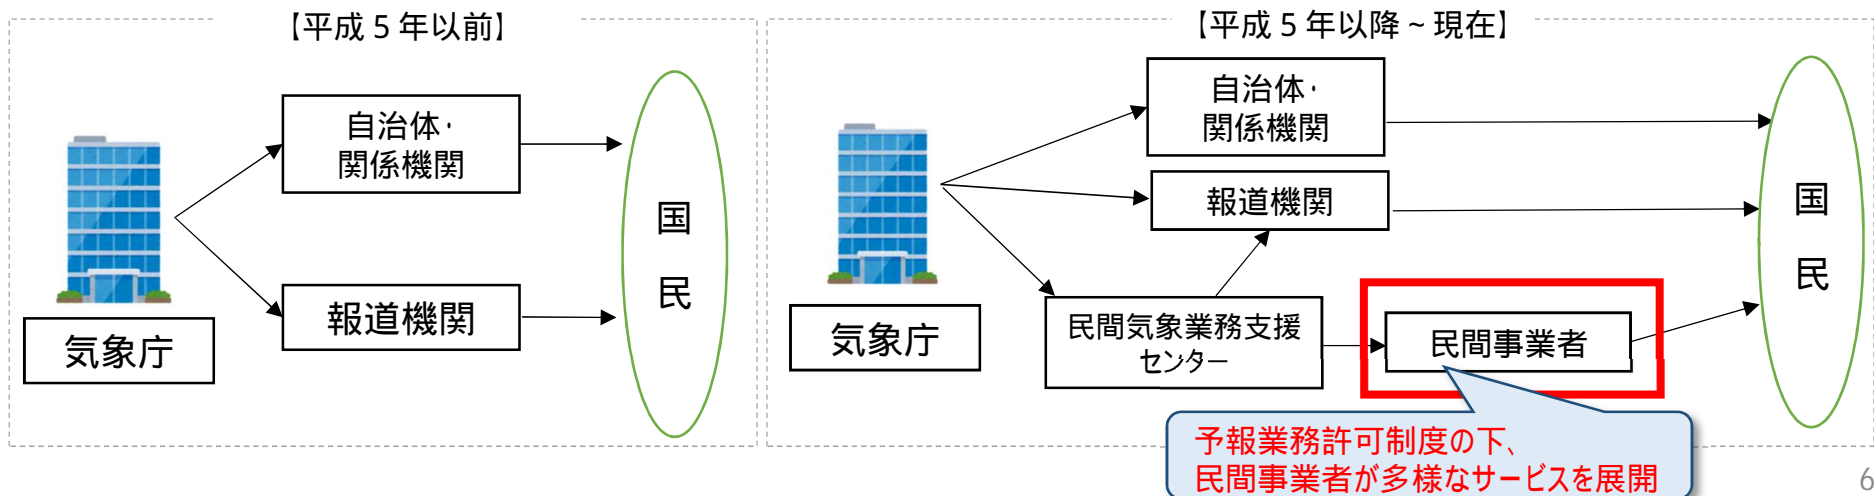 【平成５年以前】
自治体・
関係機関
気象庁
報道機関
国
民
【平成５年以降～現在】
自治体・
関係機関
報道機関
気象庁
民間気象業務支援
センター
民間事業者
国
民
予報業務許可制度の下、
民間事業者が多様なサービスを展開
6